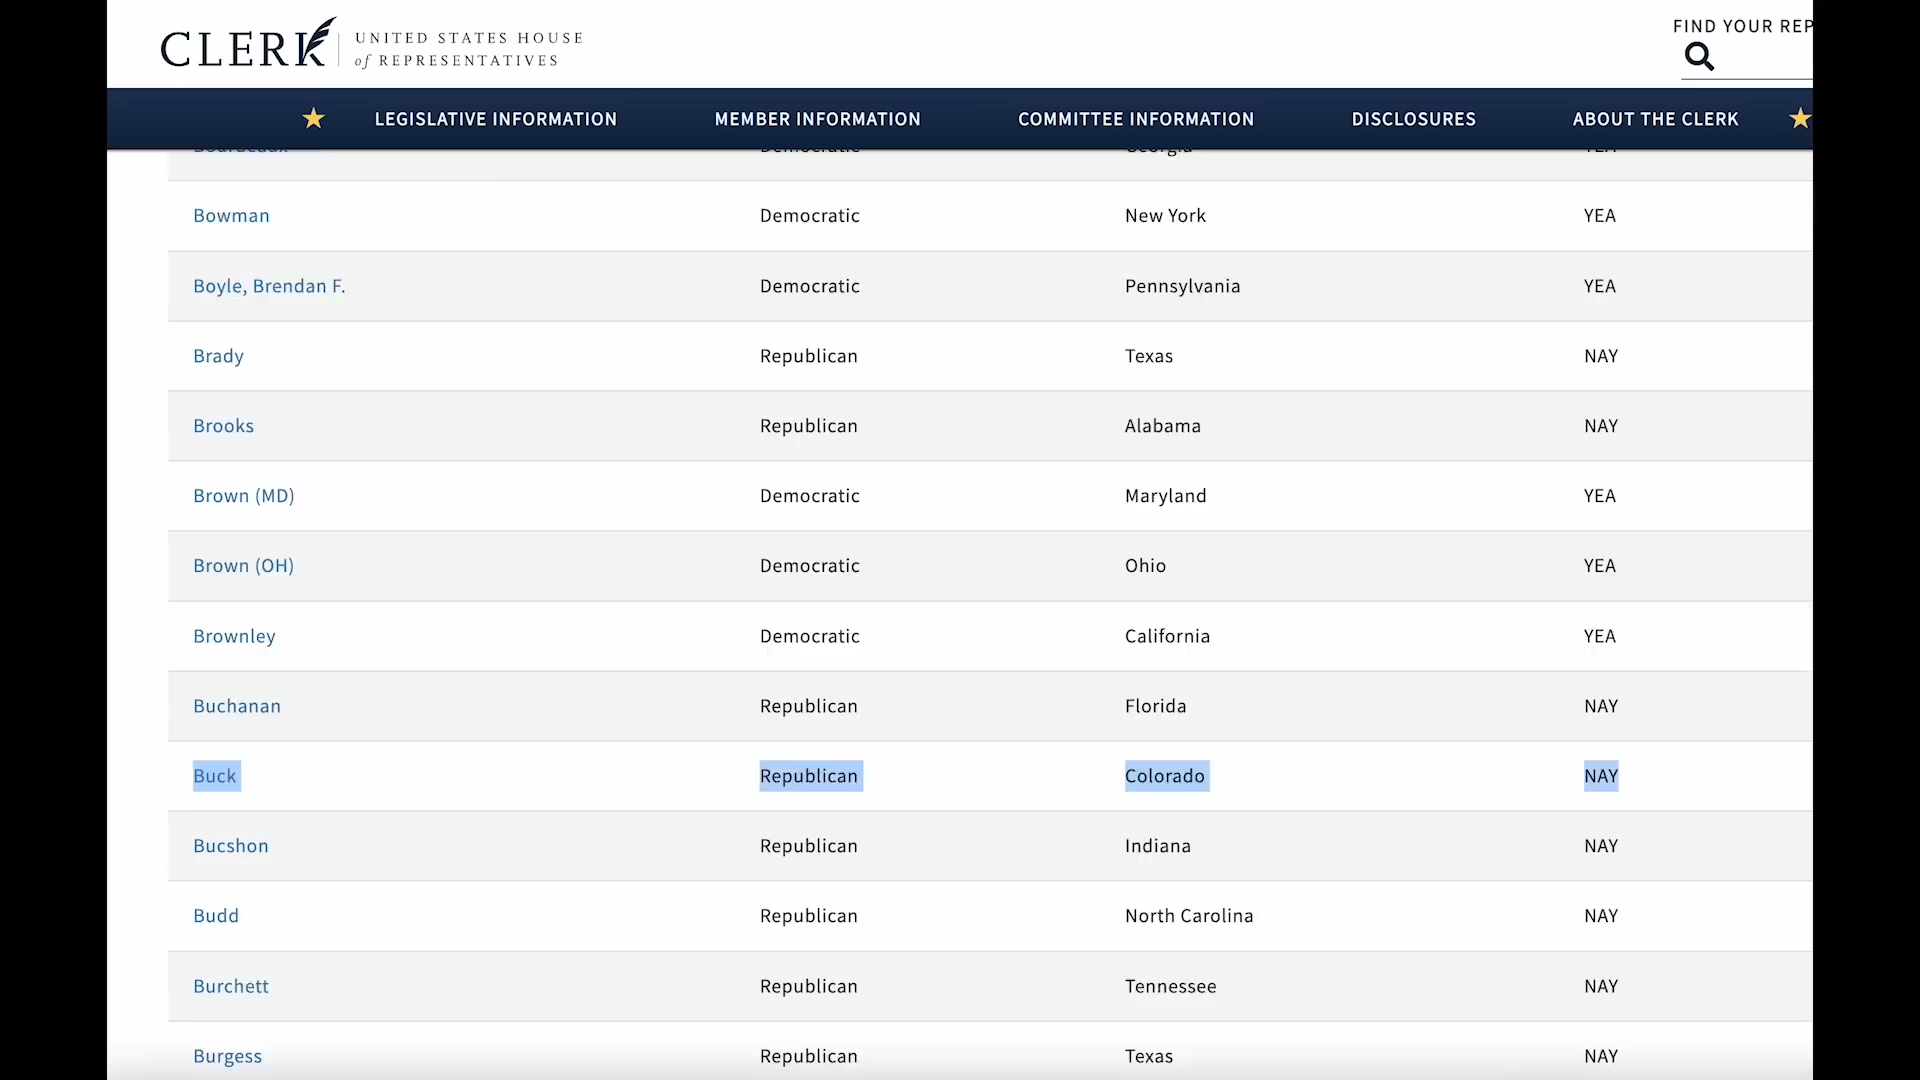 CLERK
UNITED STATES HOUSE
of REPRESENTATIVES
FIND YOUR REP
LEGISLATIVE INFORMATION MEMBER INFORMATION COMMITTEE INFORMATION DISCLOSURES ABOUT THE CLERK
Bowman Democratic New York YEA
Boyle, Brendan F. Democratic Pennsylvania YEA
Brady Republican Texas NAY
Brooks Republican Alabama NAY
Brown (MD) Democratic Maryland YEA
Brown (OH) Democratic Ohio YEA
Brownley Democratic California YEA
Buchanan Republican Florida NAY
Buck Republican Colorado NAY
Bucshon Republican Indiana NAY
Budd Republican North Carolina NAY
Burchett Republican Tennessee NAY
Burgess Republican Texas NAY